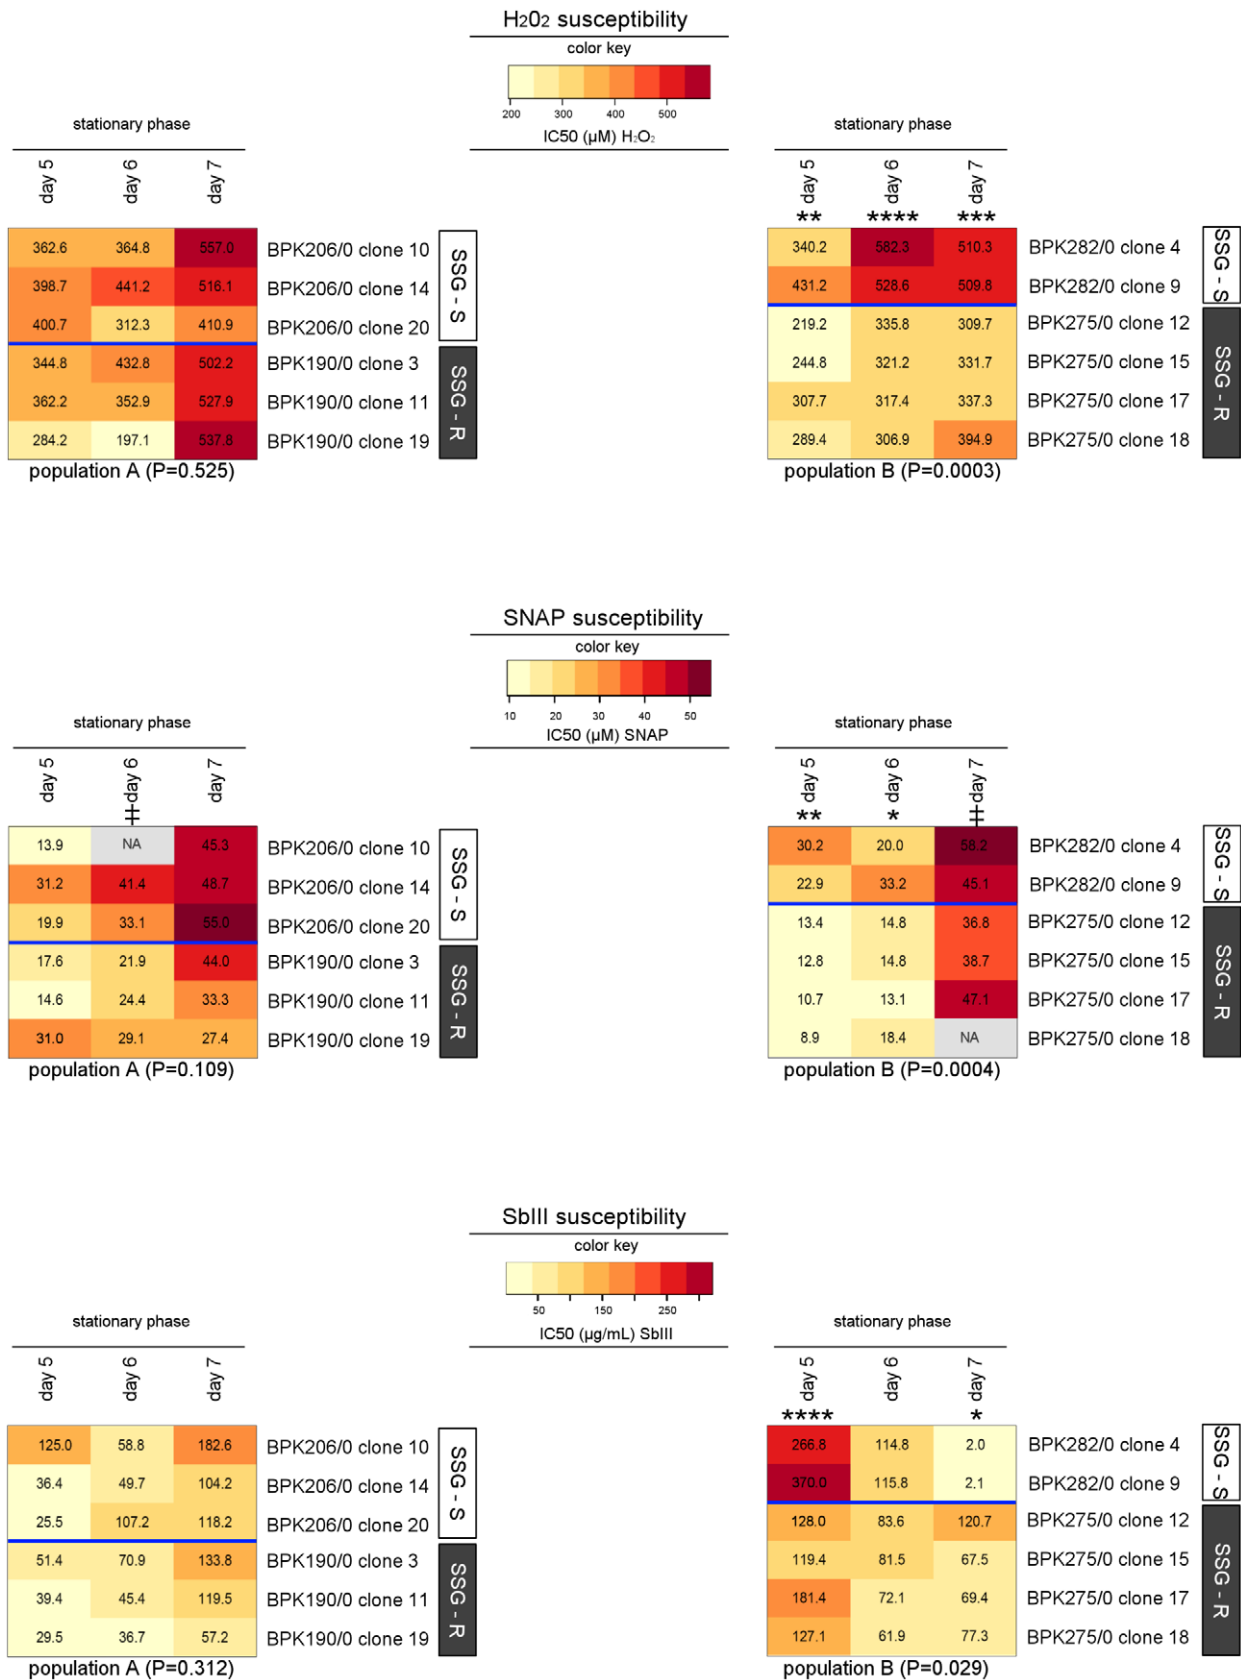 H₂0₂ susceptibility
color key
200 300 400 500
IC50 (µM) H₂O₂
stationary phase
day 5 day 6 day 7
362.6 364.8 557.0 BPK206/0 clone 10
398.7 441.2 516.1 BPK206/0 clone 14
400.7 312.3 410.9 BPK206/0 clone 20
344.8 432.8 502.2 BPK190/0 clone 3
362.2 352.9 527.9 BPK190/0 clone 11
284.2 197.1 537.8 BPK190/0 clone 19
SSG - S
SSG - R
population A (P=0.525)
stationary phase
day 5 day 6 day 7
** **** ***
340.2 582.3 510.3 BPK282/0 clone 4
431.2 528.6 509.8 BPK282/0 clone 9
219.2 335.8 309.7 BPK275/0 clone 12
244.8 321.2 331.7 BPK275/0 clone 15
307.7 317.4 337.3 BPK275/0 clone 17
289.4 306.9 394.9 BPK275/0 clone 18
SSG - S
SSG - R
population B (P=0.0003)
SNAP susceptibility
color key
10 20 30 40 50
IC50 (µM) SNAP
stationary phase
day 5 ‡day 6 day 7
13.9 NA 45.3 BPK206/0 clone 10
31.2 41.4 48.7 BPK206/0 clone 14
19.9 33.1 55.0 BPK206/0 clone 20
17.6 21.9 44.0 BPK190/0 clone 3
14.6 24.4 33.3 BPK190/0 clone 11
31.0 29.1 27.4 BPK190/0 clone 19
SSG - S
SSG - R
population A (P=0.109)
stationary phase
day 5 day 6 ‡day 7
** *
30.2 20.0 58.2 BPK282/0 clone 4
22.9 33.2 45.1 BPK282/0 clone 9
13.4 14.8 36.8 BPK275/0 clone 12
12.8 14.8 38.7 BPK275/0 clone 15
10.7 13.1 47.1 BPK275/0 clone 17
8.9 18.4 NA BPK275/0 clone 18
SSG - S
SSG - R
population B (P=0.0004)
SbIII susceptibility
color key
50 150 250
IC50 (µg/mL) SbIII
stationary phase
day 5 day 6 day 7
125.0 58.8 182.6 BPK206/0 clone 10
36.4 49.7 104.2 BPK206/0 clone 14
25.5 107.2 118.2 BPK206/0 clone 20
51.4 70.9 133.8 BPK190/0 clone 3
39.4 45.4 119.5 BPK190/0 clone 11
29.5 36.7 57.2 BPK190/0 clone 19
SSG - S
SSG - R
population A (P=0.312)
stationary phase
day 5 day 6 day 7
**** *
266.8 114.8 2.0 BPK282/0 clone 4
370.0 115.8 2.1 BPK282/0 clone 9
128.0 83.6 120.7 BPK275/0 clone 12
119.4 81.5 67.5 BPK275/0 clone 15
181.4 72.1 69.4 BPK275/0 clone 17
127.1 61.9 77.3 BPK275/0 clone 18
SSG - S
SSG - R
population B (P=0.029)